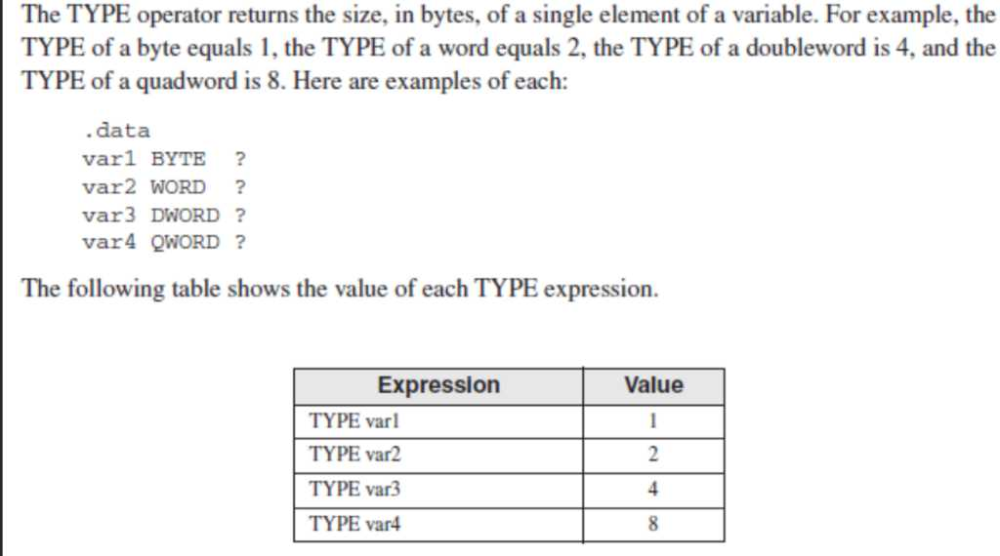 The TYPE operator returns the size, in bytes, of a single element of a variable. For example, the
TYPE of a byte equals 1, the TYPE of a word equals 2, the TYPE of a doubleword is 4, and the
TYPE of a quadword is 8. Here are examples of each:
.data
var1 BYTE ?
var2 WORD ?
var3 DWORD ?
var4 QWORD ?
The following table shows the value of each TYPE expression.
Expression Value
TYPE var1 1
TYPE var2 2
TYPE var3 4
TYPE var4 8